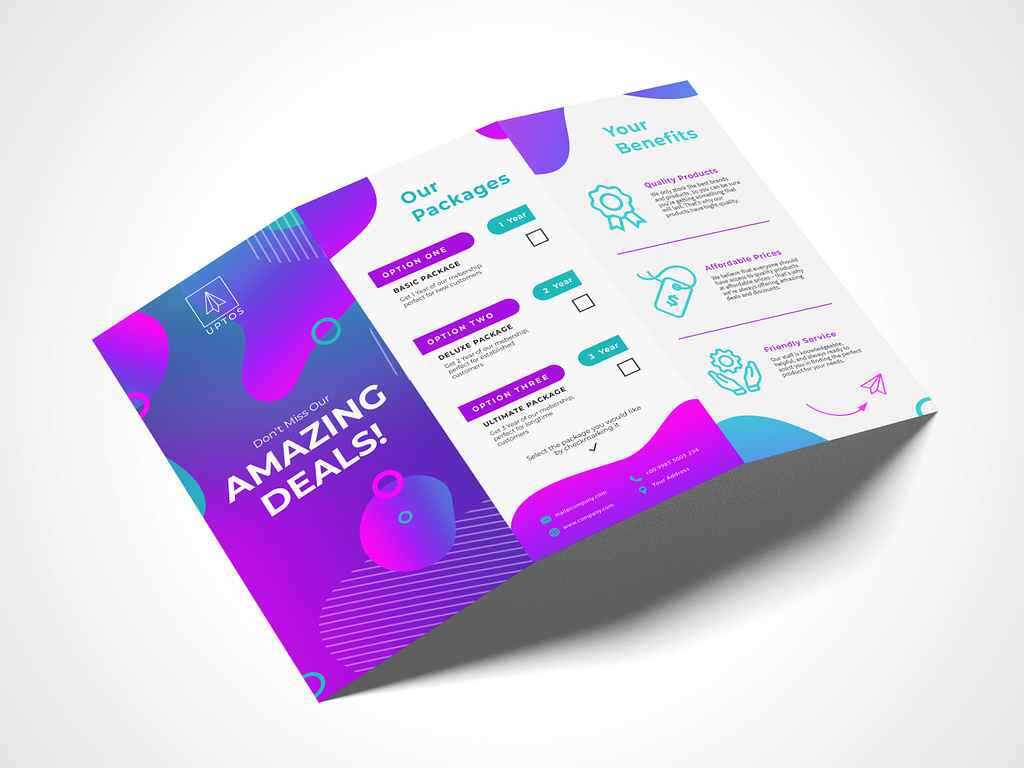 UPTOS
Don't Miss Our
AMAZING
DEALS!
Our
Packages
1 Year
OPTION ONE
BASIC PACKAGE
Get 1 Year of our mebership,
perfect for new customers
2 Year
OPTION TWO
DELUXE PACKAGE
Get 2 Year of our mebership,
perfect for established
customers
3 Year
OPTION THREE
ULTIMATE PACKAGE
Get 3 Year of our mebership,
perfect for longtime
customers
Select the package you would like
by checkmarking it
mail@company.com
www.company.com
+00 9985 5005 234
Your Address
Your
Benefits
Quality Products
We only stock the best brands
and products, so you can be sure
you're getting something that
will last. That's why our
products have hight quality.
Affordable Prices
We believe that everyone should
have access to quality products
at affordable prices - that's why
we're always offering amazing
deals and discounts.
$
Friendly Service
Our staff is knowledgeable,
helpful, and always ready to
assist you in finding the perfect
product for your needs.